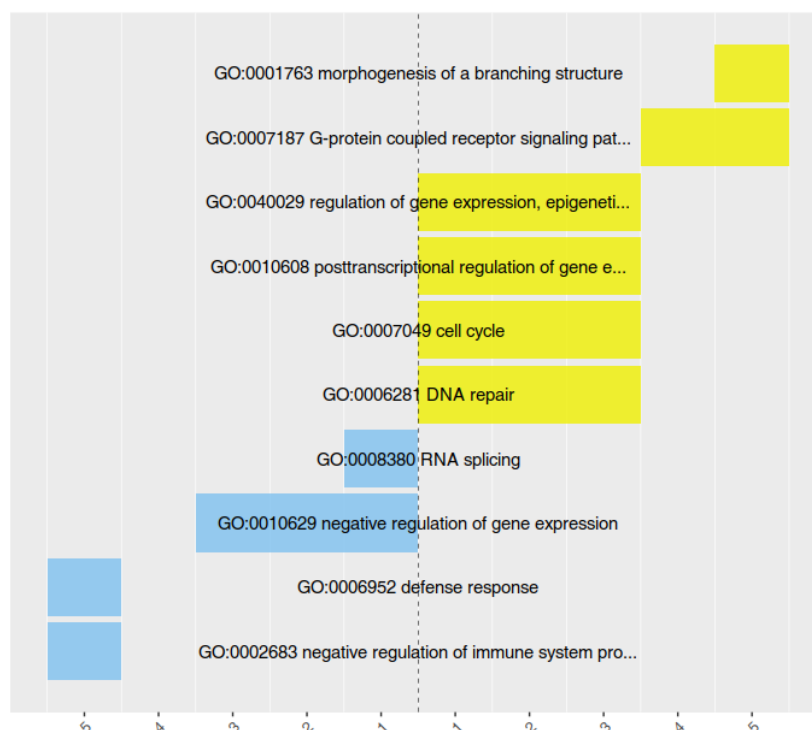 GO:0001763 morphogenesis of a branching structure
GO:0007187 G-protein coupled receptor signaling pat...
GO:0040029 regulation of gene expression, epigeneti...
GO:0010608 posttranscriptional regulation of gene e...
GO:0007049 cell cycle
GO:0006281 DNA repair
GO:0008380 RNA splicing
GO:0010629 negative regulation of gene expression
GO:0006952 defense response
GO:0002683 negative regulation of immune system pro...
5 4 3 2 1 1 2 3 4 5